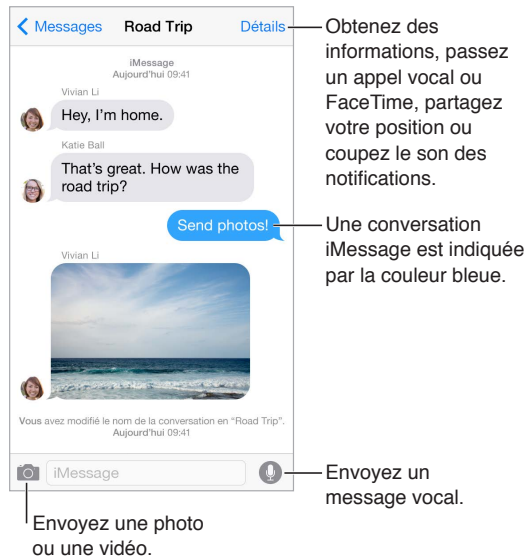 Messages Road Trip Détails
iMessage
Aujourd'hui 09:41
Vivian Li
Hey, I'm home.
Katie Ball
That's great. How was the
road trip?
Send photos!
Vivian Li
Vous avez modifié le nom de la conversation en “Road Trip”.
Aujourd'hui 09:41
iMessage
Obtenez des
informations, passez
un appel vocal ou
FaceTime, partagez
votre position ou
coupez le son des
notifications.
Une conversation
iMessage est indiquée
par la couleur bleue.
Envoyez un
message vocal.
Envoyez une photo
ou une vidéo.